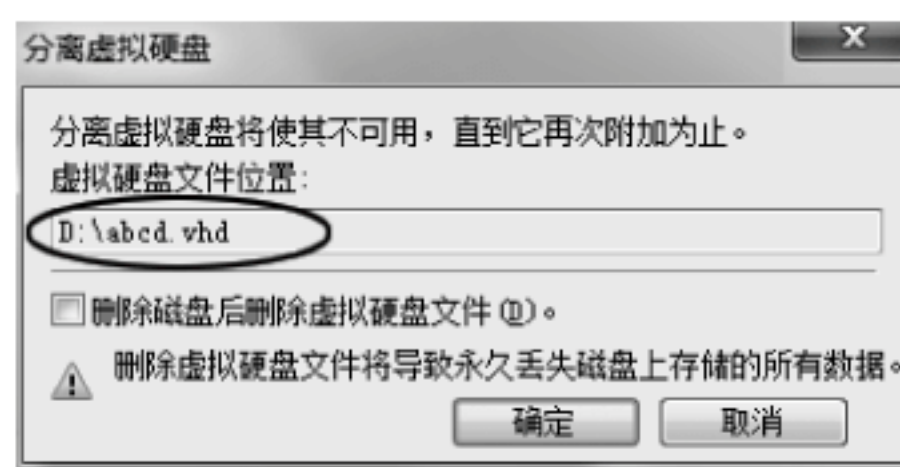 分离虚拟硬盘
分离虚拟硬盘将使其不可用，直到它再次附加为止。
虚拟硬盘文件位置:
D:\abcd.vhd
删除磁盘后删除虚拟硬盘文件(D)。
删除虚拟硬盘文件将导致永久丢失磁盘上存储的所有数据。
确定 取消